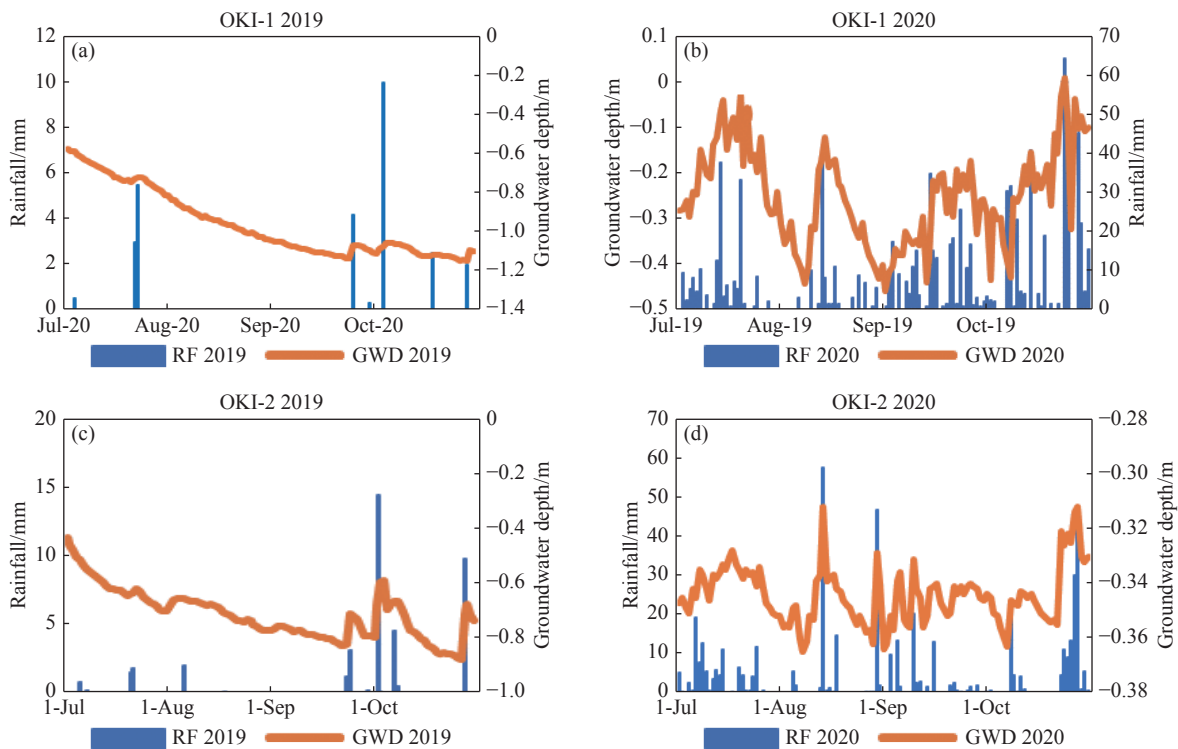 OKI-1 2019
(a)
Rainfall/mm
12
10
8
6
4
2
0
Groundwater depth/m
0
−0.2
−0.4
−0.6
−0.8
−1.0
−1.2
−1.4
Jul-20 Aug-20 Sep-20 Oct-20
RF 2019 GWD 2019
OKI-1 2020
(b)
Groundwater depth/m
0.1
0
−0.1
−0.2
−0.3
−0.4
−0.5
Rainfall/mm
70
60
50
40
30
20
10
0
Jul-19 Aug-19 Sep-19 Oct-19
RF 2020 GWD 2020
OKI-2 2019
(c)
Rainfall/mm
20
15
10
5
0
Groundwater depth/m
0
−0.2
−0.4
−0.6
−0.8
−1.0
1-Jul 1-Aug 1-Sep 1-Oct
RF 2019 GWD 2019
OKI-2 2020
(d)
Rainfall/mm
70
60
50
40
30
20
10
0
Groundwater depth/m
−0.28
−0.30
−0.32
−0.34
−0.36
−0.38
1-Jul 1-Aug 1-Sep 1-Oct
RF 2020 GWD 2020